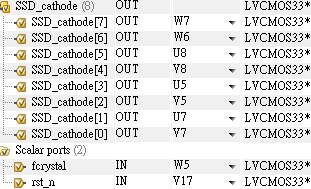 SSD_cathode (8) OUT LVCMOS33*
SSD_cathode[7] OUT W7 LVCMOS33*
SSD_cathode[6] OUT W6 LVCMOS33*
SSD_cathode[5] OUT U8 LVCMOS33*
SSD_cathode[4] OUT V8 LVCMOS33*
SSD_cathode[3] OUT U5 LVCMOS33*
SSD_cathode[2] OUT V5 LVCMOS33*
SSD_cathode[1] OUT U7 LVCMOS33*
SSD_cathode[0] OUT V7 LVCMOS33*
Scalar ports (2)
fcrystal IN W5 LVCMOS33*
rst_n IN V17 LVCMOS33*